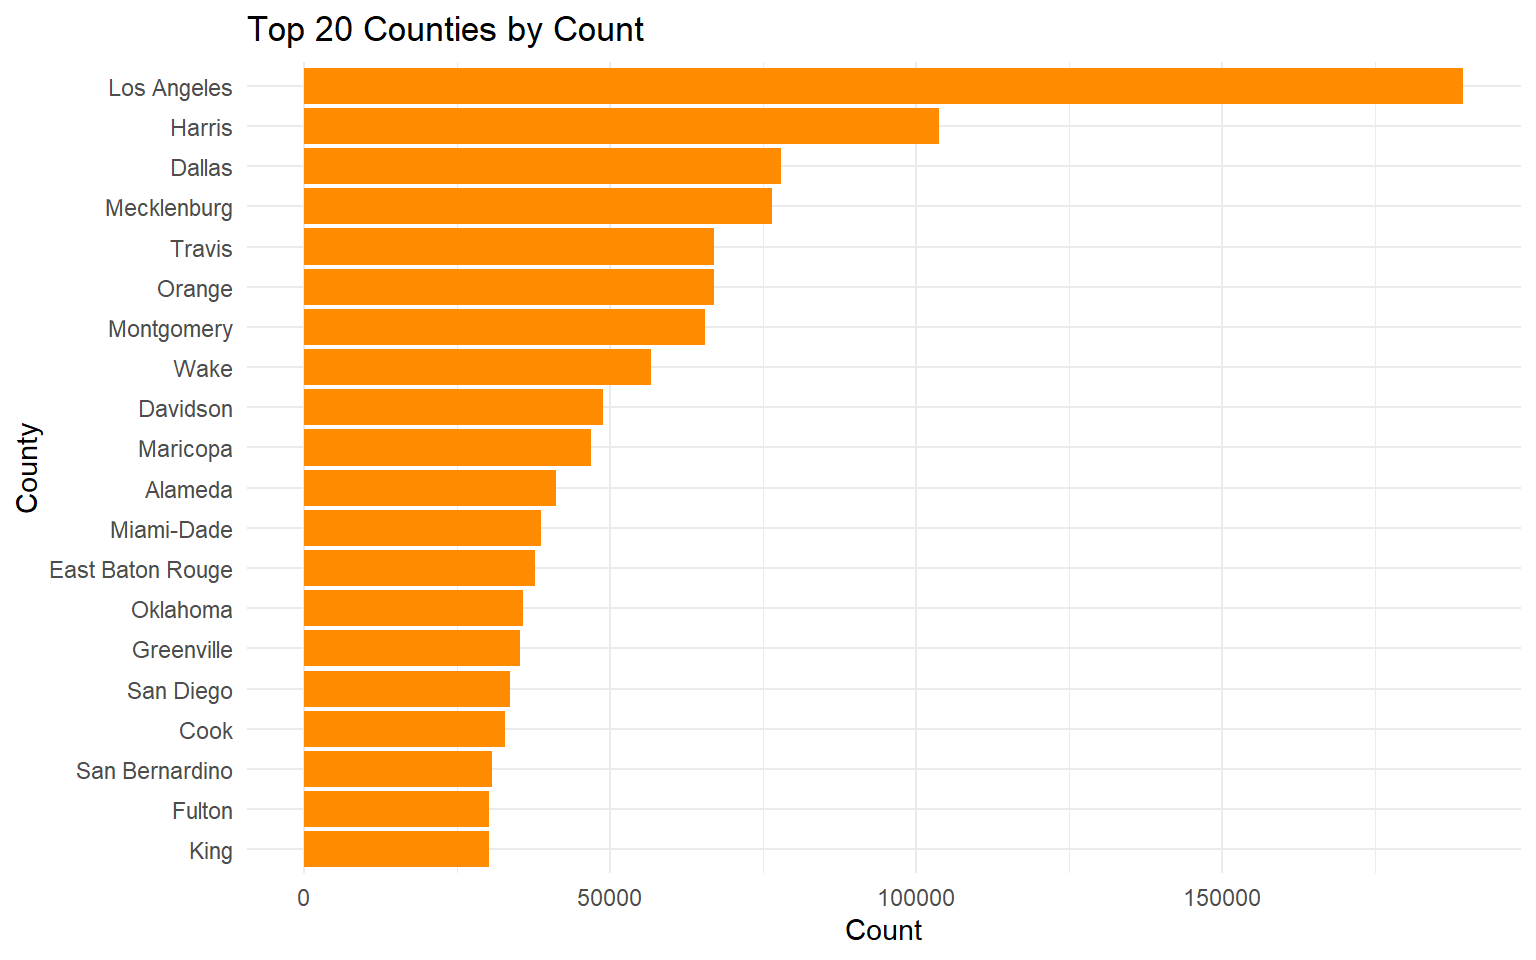 Top 20 Counties by Count
Los Angeles
Harris
Dallas
Mecklenburg
Travis
Orange
Montgomery
Wake
Davidson
Maricopa
Alameda
Miami-Dade
East Baton Rouge
Oklahoma
Greenville
San Diego
Cook
San Bernardino
Fulton
King
County
0 50000 100000 150000
Count